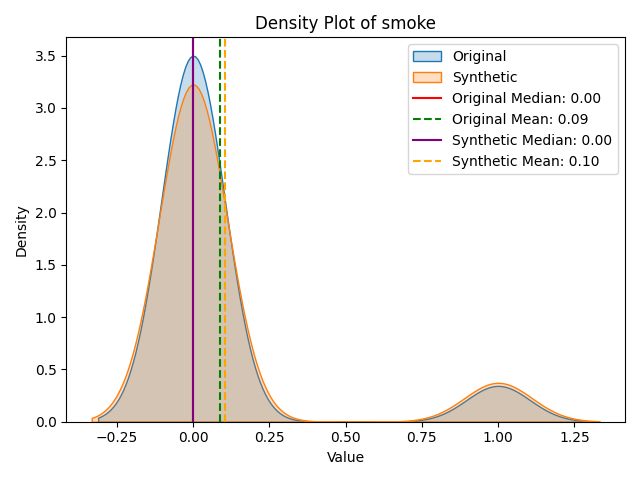 Density Plot of smoke
Original
Synthetic
Original Median: 0.00
Original Mean: 0.09
Synthetic Median: 0.00
Synthetic Mean: 0.10
Density
3.5
3.0
2.5
2.0
1.5
1.0
0.5
0.0
−0.25 0.00 0.25 0.50 0.75 1.00 1.25
Value